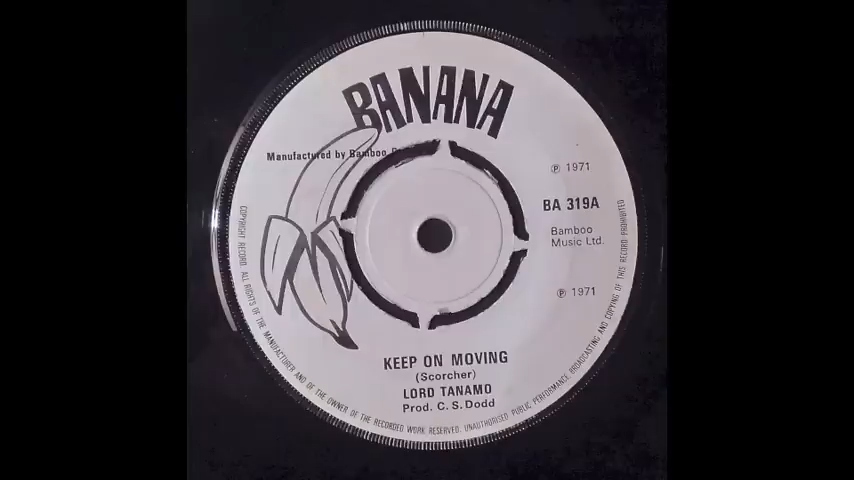 BANANA
Manufactured by Bamboo
Ⓟ 1971
BA 319A
Bamboo
Music Ltd.
Ⓟ 1971
KEEP ON MOVING
(Scorcher)
LORD TANAMO
Prod. C. S. Dodd
COPYRIGHT RECORD. ALL RIGHTS OF THE MANUFACTURER AND OF THE OWNER OF THE RECORDED WORK RESERVED. UNAUTHORISED PUBLIC PERFORMANCE BROADCASTING AND COPYING OF THIS RECORD PROHIBITED